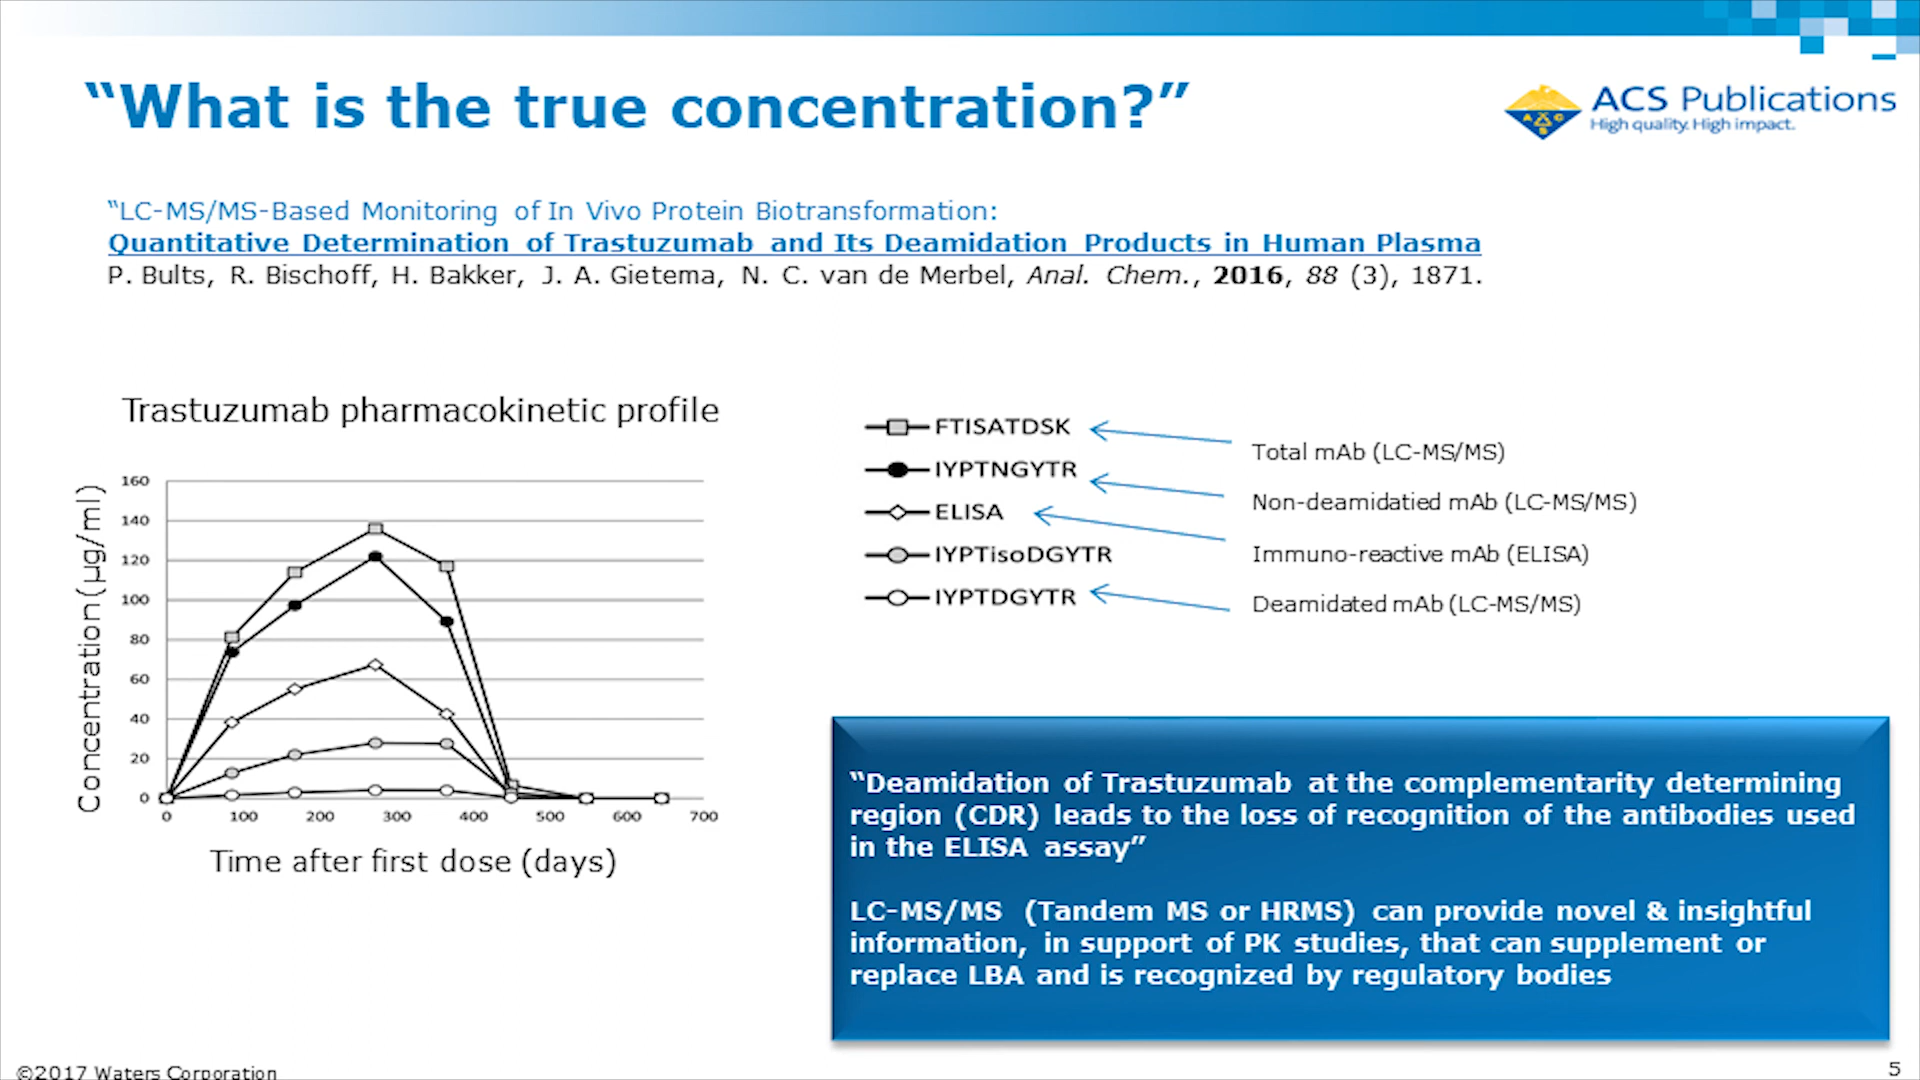 “What is the true concentration?”
ACS Publications
High quality. High impact.
A C S
“LC-MS/MS-Based Monitoring of In Vivo Protein Biotransformation:
Quantitative Determination of Trastuzumab and Its Deamidation Products in Human Plasma
P. Bults, R. Bischoff, H. Bakker, J. A. Gietema, N. C. van de Merbel, Anal. Chem., 2016, 88 (3), 1871.
Trastuzumab pharmacokinetic profile
Concentration (µg/ml)
160
140
120
100
80
60
40
20
0
0 100 200 300 400 500 600 700
Time after first dose (days)
FTISATDSK
IYPTNGYTR
ELISA
IYPTisoDGYTR
IYPTDGYTR
Total mAb (LC-MS/MS)
Non-deamidatied mAb (LC-MS/MS)
Immuno-reactive mAb (ELISA)
Deamidated mAb (LC-MS/MS)
“Deamidation of Trastuzumab at the complementarity determining
region (CDR) leads to the loss of recognition of the antibodies used
in the ELISA assay”
LC-MS/MS (Tandem MS or HRMS) can provide novel & insightful
information, in support of PK studies, that can supplement or
replace LBA and is recognized by regulatory bodies
©2017 Waters Corporation
5